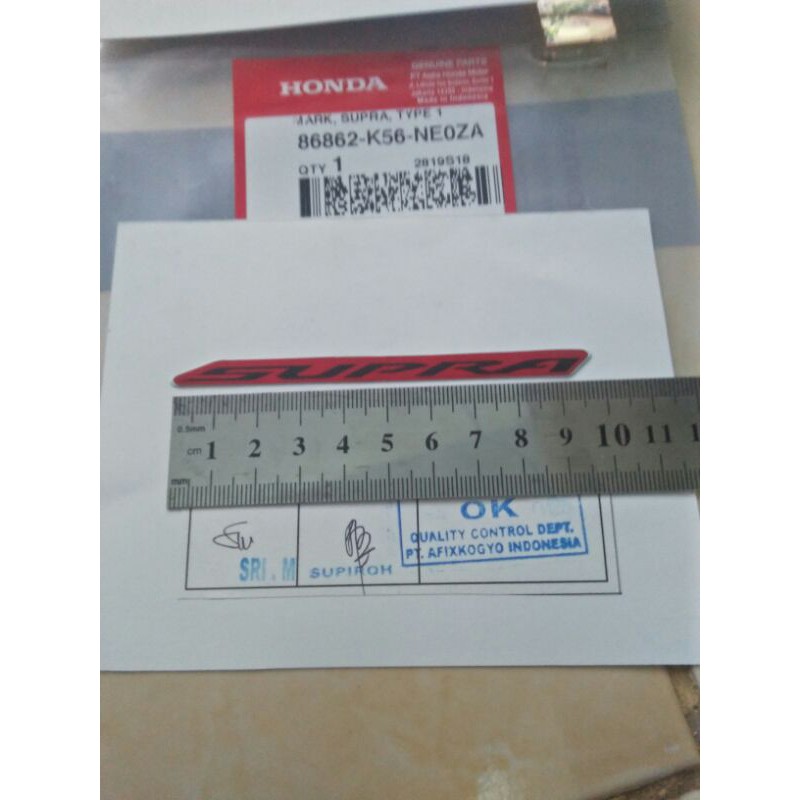 HONDA
GENUINE PARTS
PT Astra Honda Motor
Made in Indonesia
MARK, SUPRA, TYPE 1
86862-K56-NE0ZA
QTY 1
2819S18
SUPRA
0.5mm
cm 1 2 3 4 5 6 7 8 9 10 11 1
mm
OK
QUALITY CONTROL DEPT.
PT. AFIXKOGYO INDONESIA
SRI . M
SUPIROH